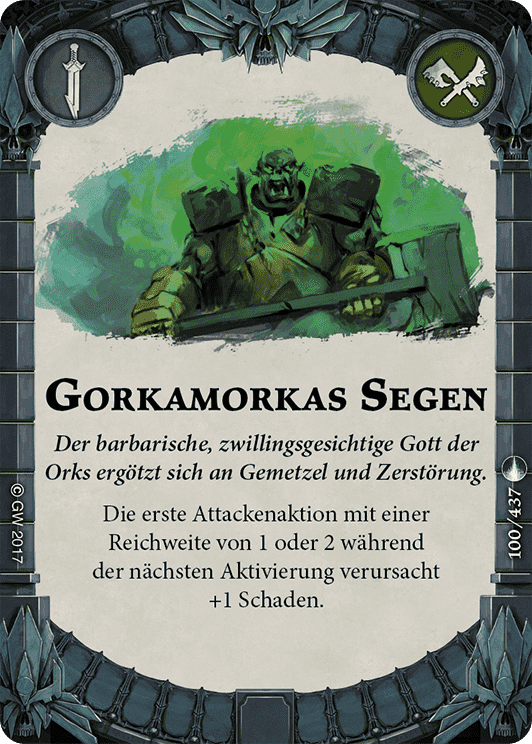 GORKAMORKAS SEGEN
Der barbarische, zwillingsgesichtige Gott der
Orks ergötzt sich an Gemetzel und Zerstörung.
Die erste Attackenaktion mit einer
Reichweite von 1 oder 2 während
der nächsten Aktivierung verursacht
+1 Schaden.
© GW 2017
100/437